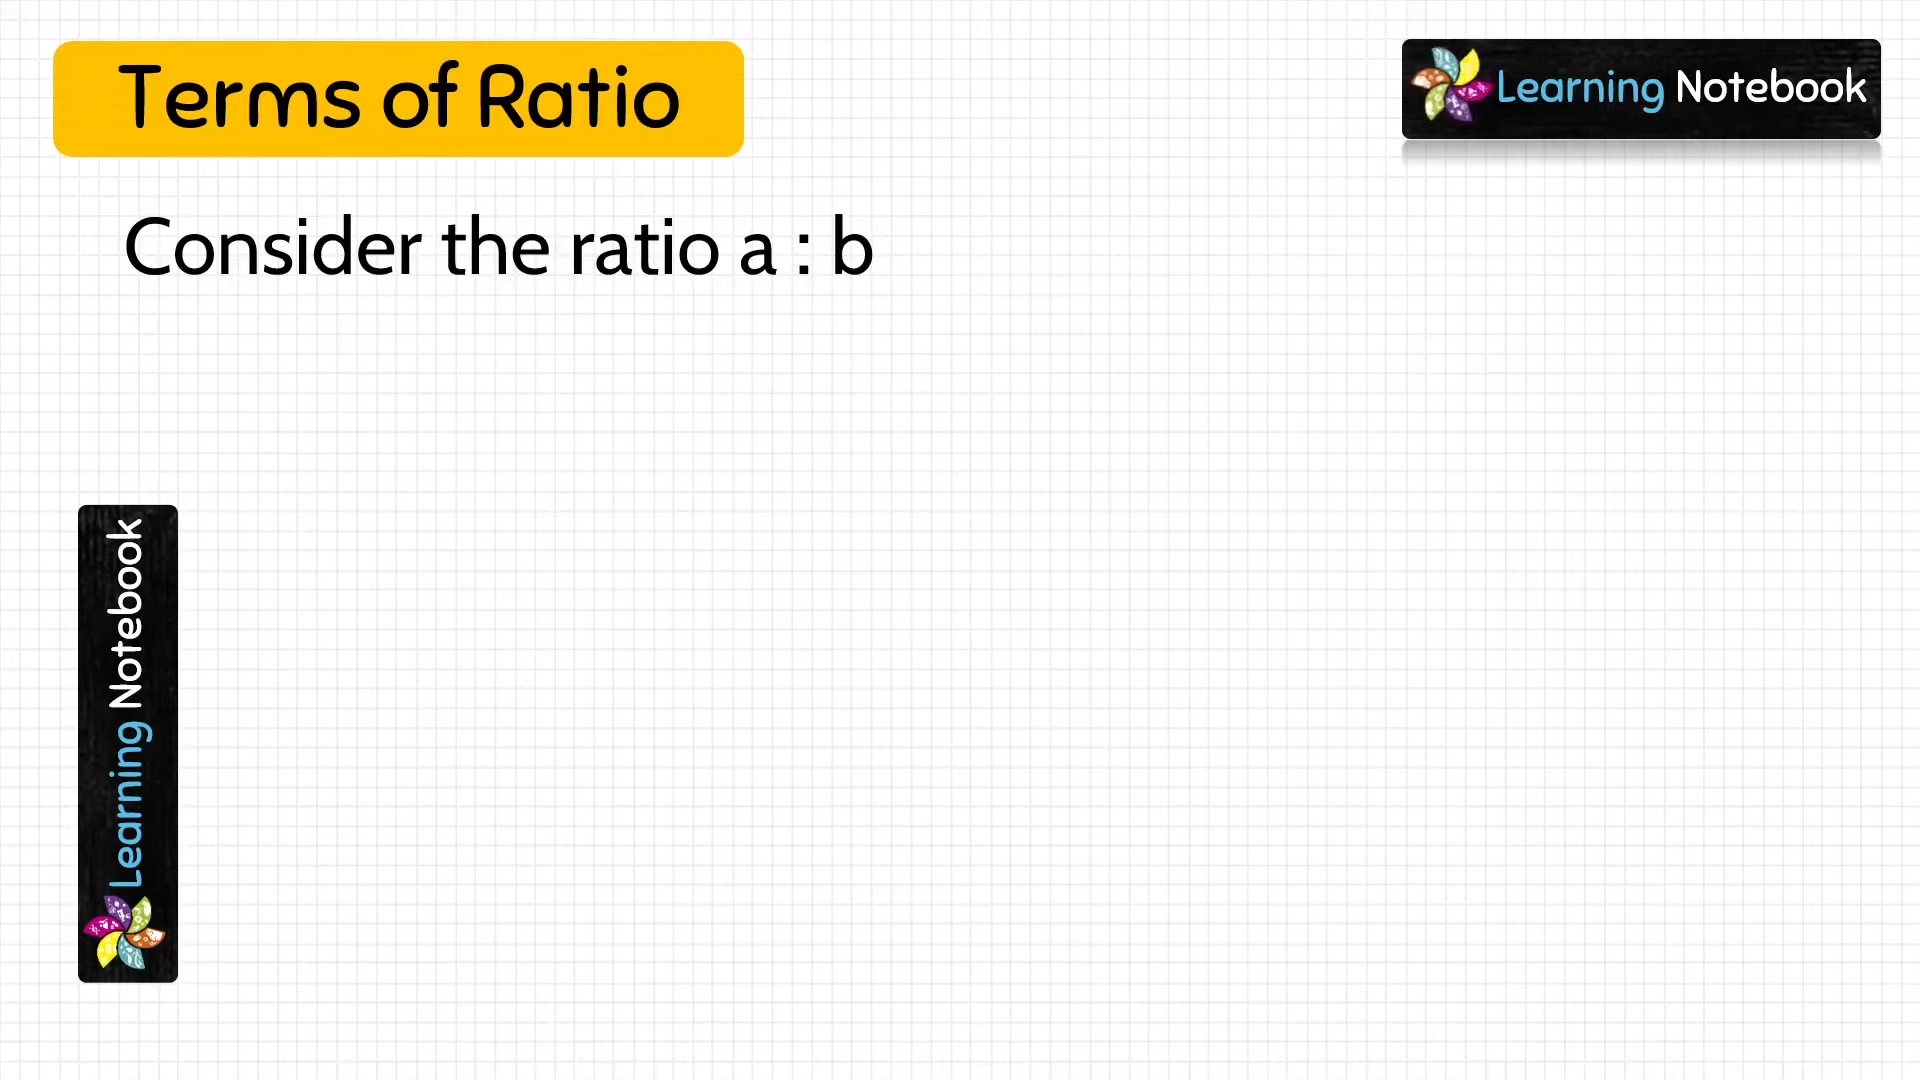 Terms of Ratio
Learning Notebook
Consider the ratio a : b
Learning Notebook